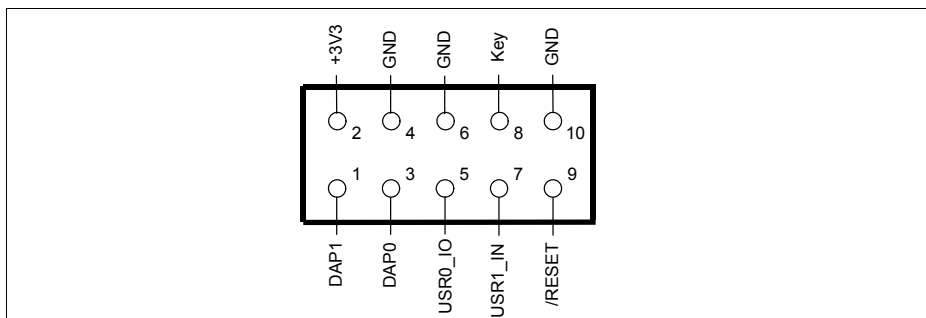 +3V3 GND GND Key GND
2 4 6 8 10
1 3 5 7 9
DAP1 DAP0 USR0_IO USR1_IN /RESET